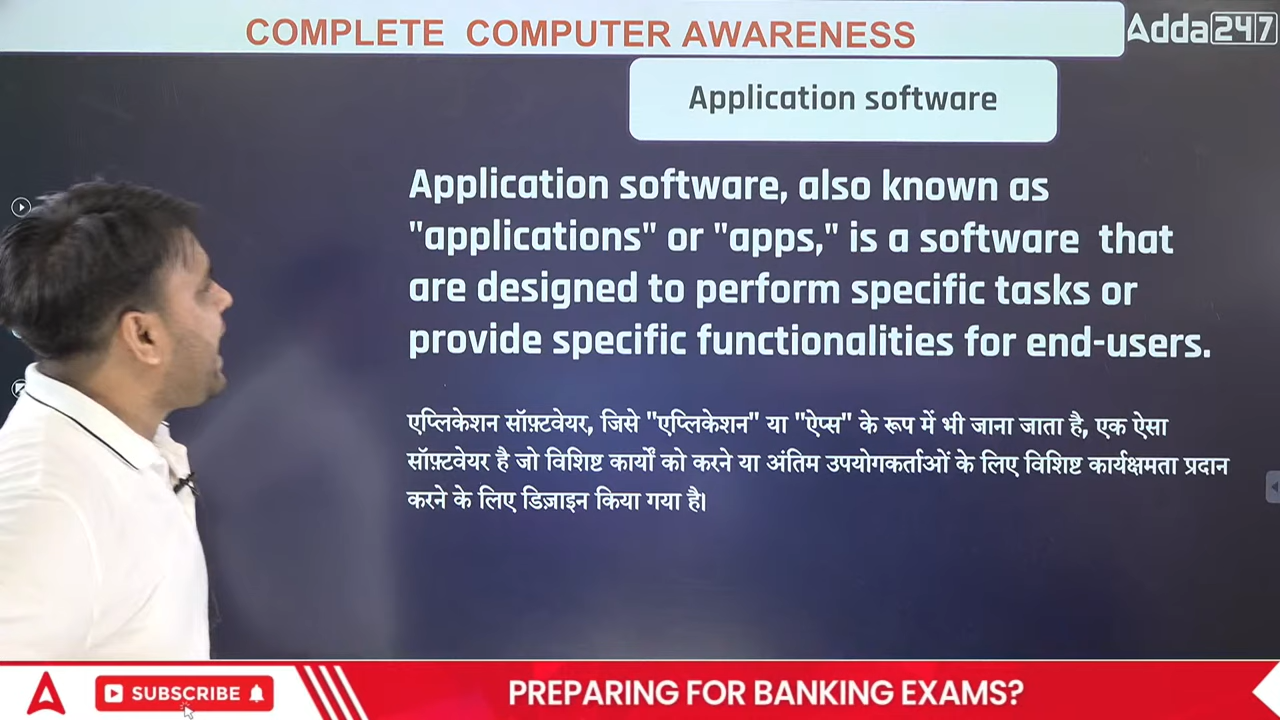 COMPLETE COMPUTER AWARENESS
Adda247
Application software
Application software, also known as
"applications" or "apps," is a software that
are designed to perform specific tasks or
provide specific functionalities for end-users.
एप्लिकेशन सॉफ़्टवेयर, जिसे "एप्लिकेशन" या "ऐप्स" के रूप में भी जाना जाता है, एक ऐसा
सॉफ़्टवेयर है जो विशिष्ट कार्यों को करने या अंतिम उपयोगकर्ताओं के लिए विशिष्ट कार्यक्षमता प्रदान
करने के लिए डिज़ाइन किया गया है।
SUBSCRIBE
PREPARING FOR BANKING EXAMS?